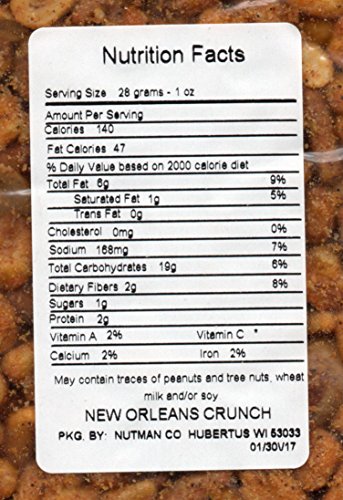 Nutrition Facts
Serving Size 28 grams - 1 oz
Amount Per Serving
Calories 140
Fat Calories 47
% Daily Value based on 2000 calorie diet
Total Fat 6g 9%
Saturated Fat 1g 5%
Trans Fat 0g
Cholesterol 0mg 0%
Sodium 168mg 7%
Total Carbohydrates 19g 6%
Dietary Fibers 2g 8%
Sugars 1g
Protein 2g
Vitamin A 2% Vitamin C *
Calcium 2% Iron 2%
May contain traces of peanuts and tree nuts, wheat
milk and/or soy
NEW ORLEANS CRUNCH
PKG. BY: NUTMAN CO HUBERTUS WI 53033
01/30/V17